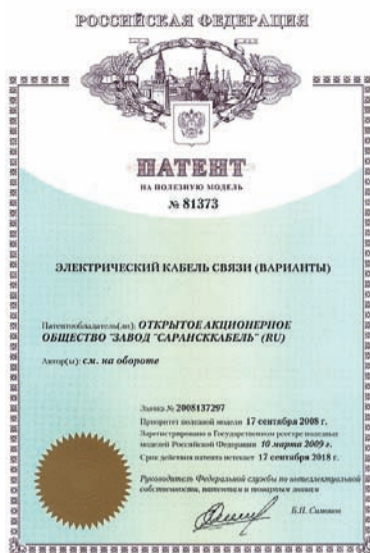 РОССИЙСКАЯ ФЕДЕРАЦИЯ
ПАТЕНТ
НА ПОЛЕЗНУЮ МОДЕЛЬ
№ 81373
ЭЛЕКТРИЧЕСКИЙ КАБЕЛЬ СВЯЗИ (ВАРИАНТЫ)
Патентообладатель(ли): ОТКРЫТОЕ АКЦИОНЕРНОЕ
ОБЩЕСТВО "ЗАВОД "САРАНСККАБЕЛЬ" (RU)
Автор(ы): см. на обороте
Заявка № 2008137297
Приоритет полезной модели 17 сентября 2008 г.
Зарегистрировано в Государственном реестре полезных
моделей Российской Федерации 10 марта 2009 г.
Срок действия патента истекает 17 сентября 2018 г.
Руководитель Федеральной службы по интеллектуальной
собственности, патентам и товарным знакам
Б.П. Симонов